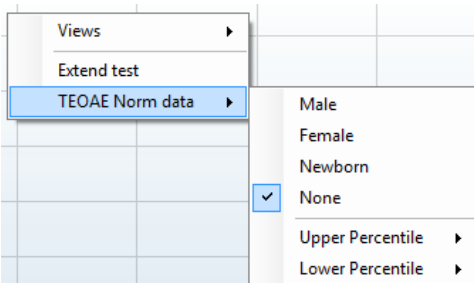 Views
Extend test
TEOAE Norm data
Male
Female
Newborn
None
Upper Percentile
Lower Percentile